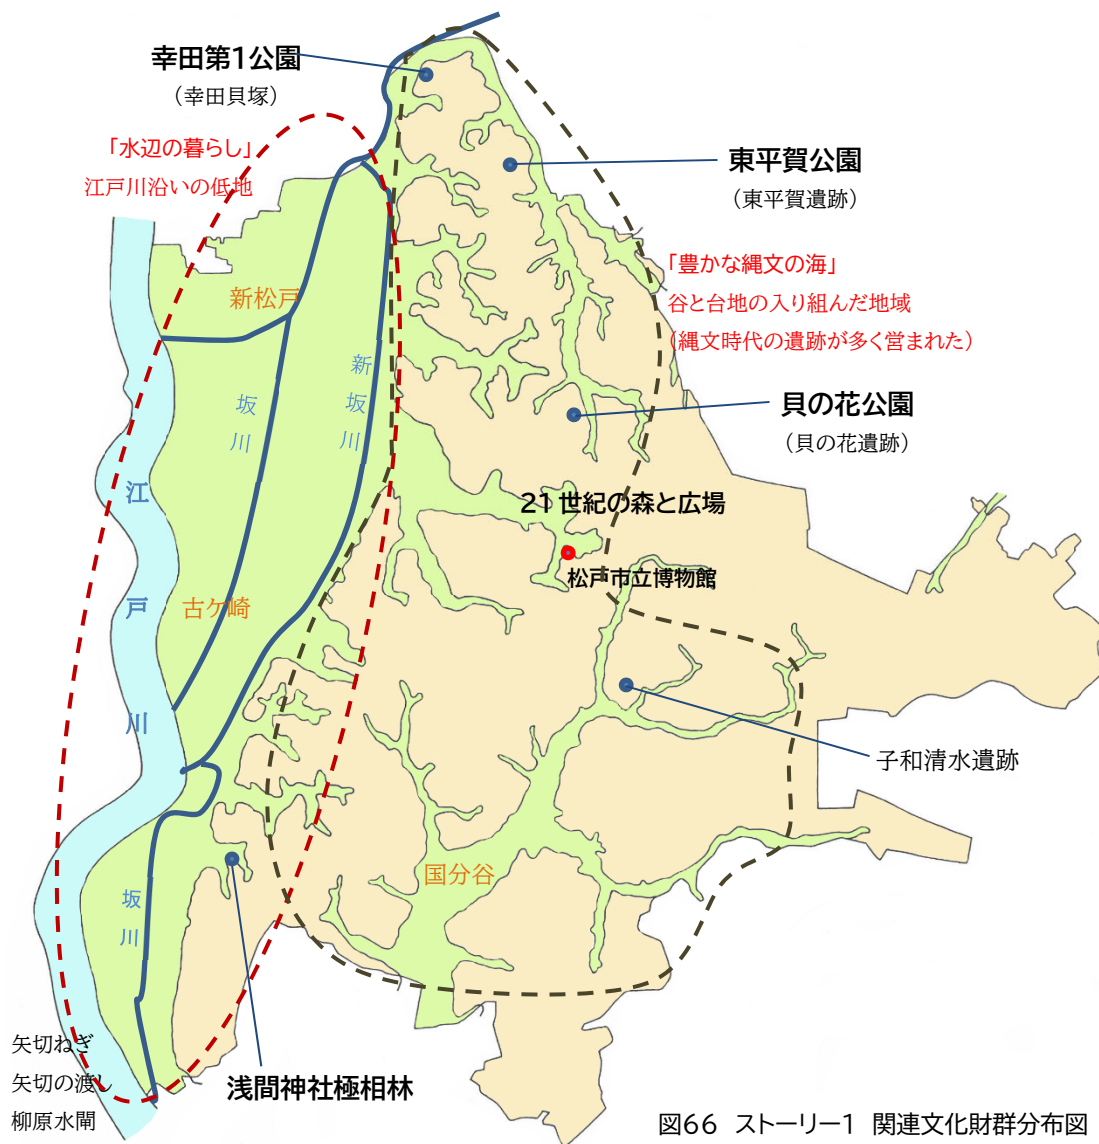 幸田第1公園
（幸田貝塚）
「水辺の暮らし」
江戸川沿いの低地
東平賀公園
（東平賀遺跡）
「豊かな縄文の海」
谷と台地の入り組んだ地域
（縄文時代の遺跡が多く営まれた）
新松戸
坂川
新坂川
貝の花公園
（貝の花遺跡）
江戸川
21世紀の森と広場
松戸市立博物館
古ケ崎
子和清水遺跡
国分谷
坂川
矢切ねぎ
矢切の渡し
柳原水閘
浅間神社極相林
図66 ストーリー1 関連文化財群分布図